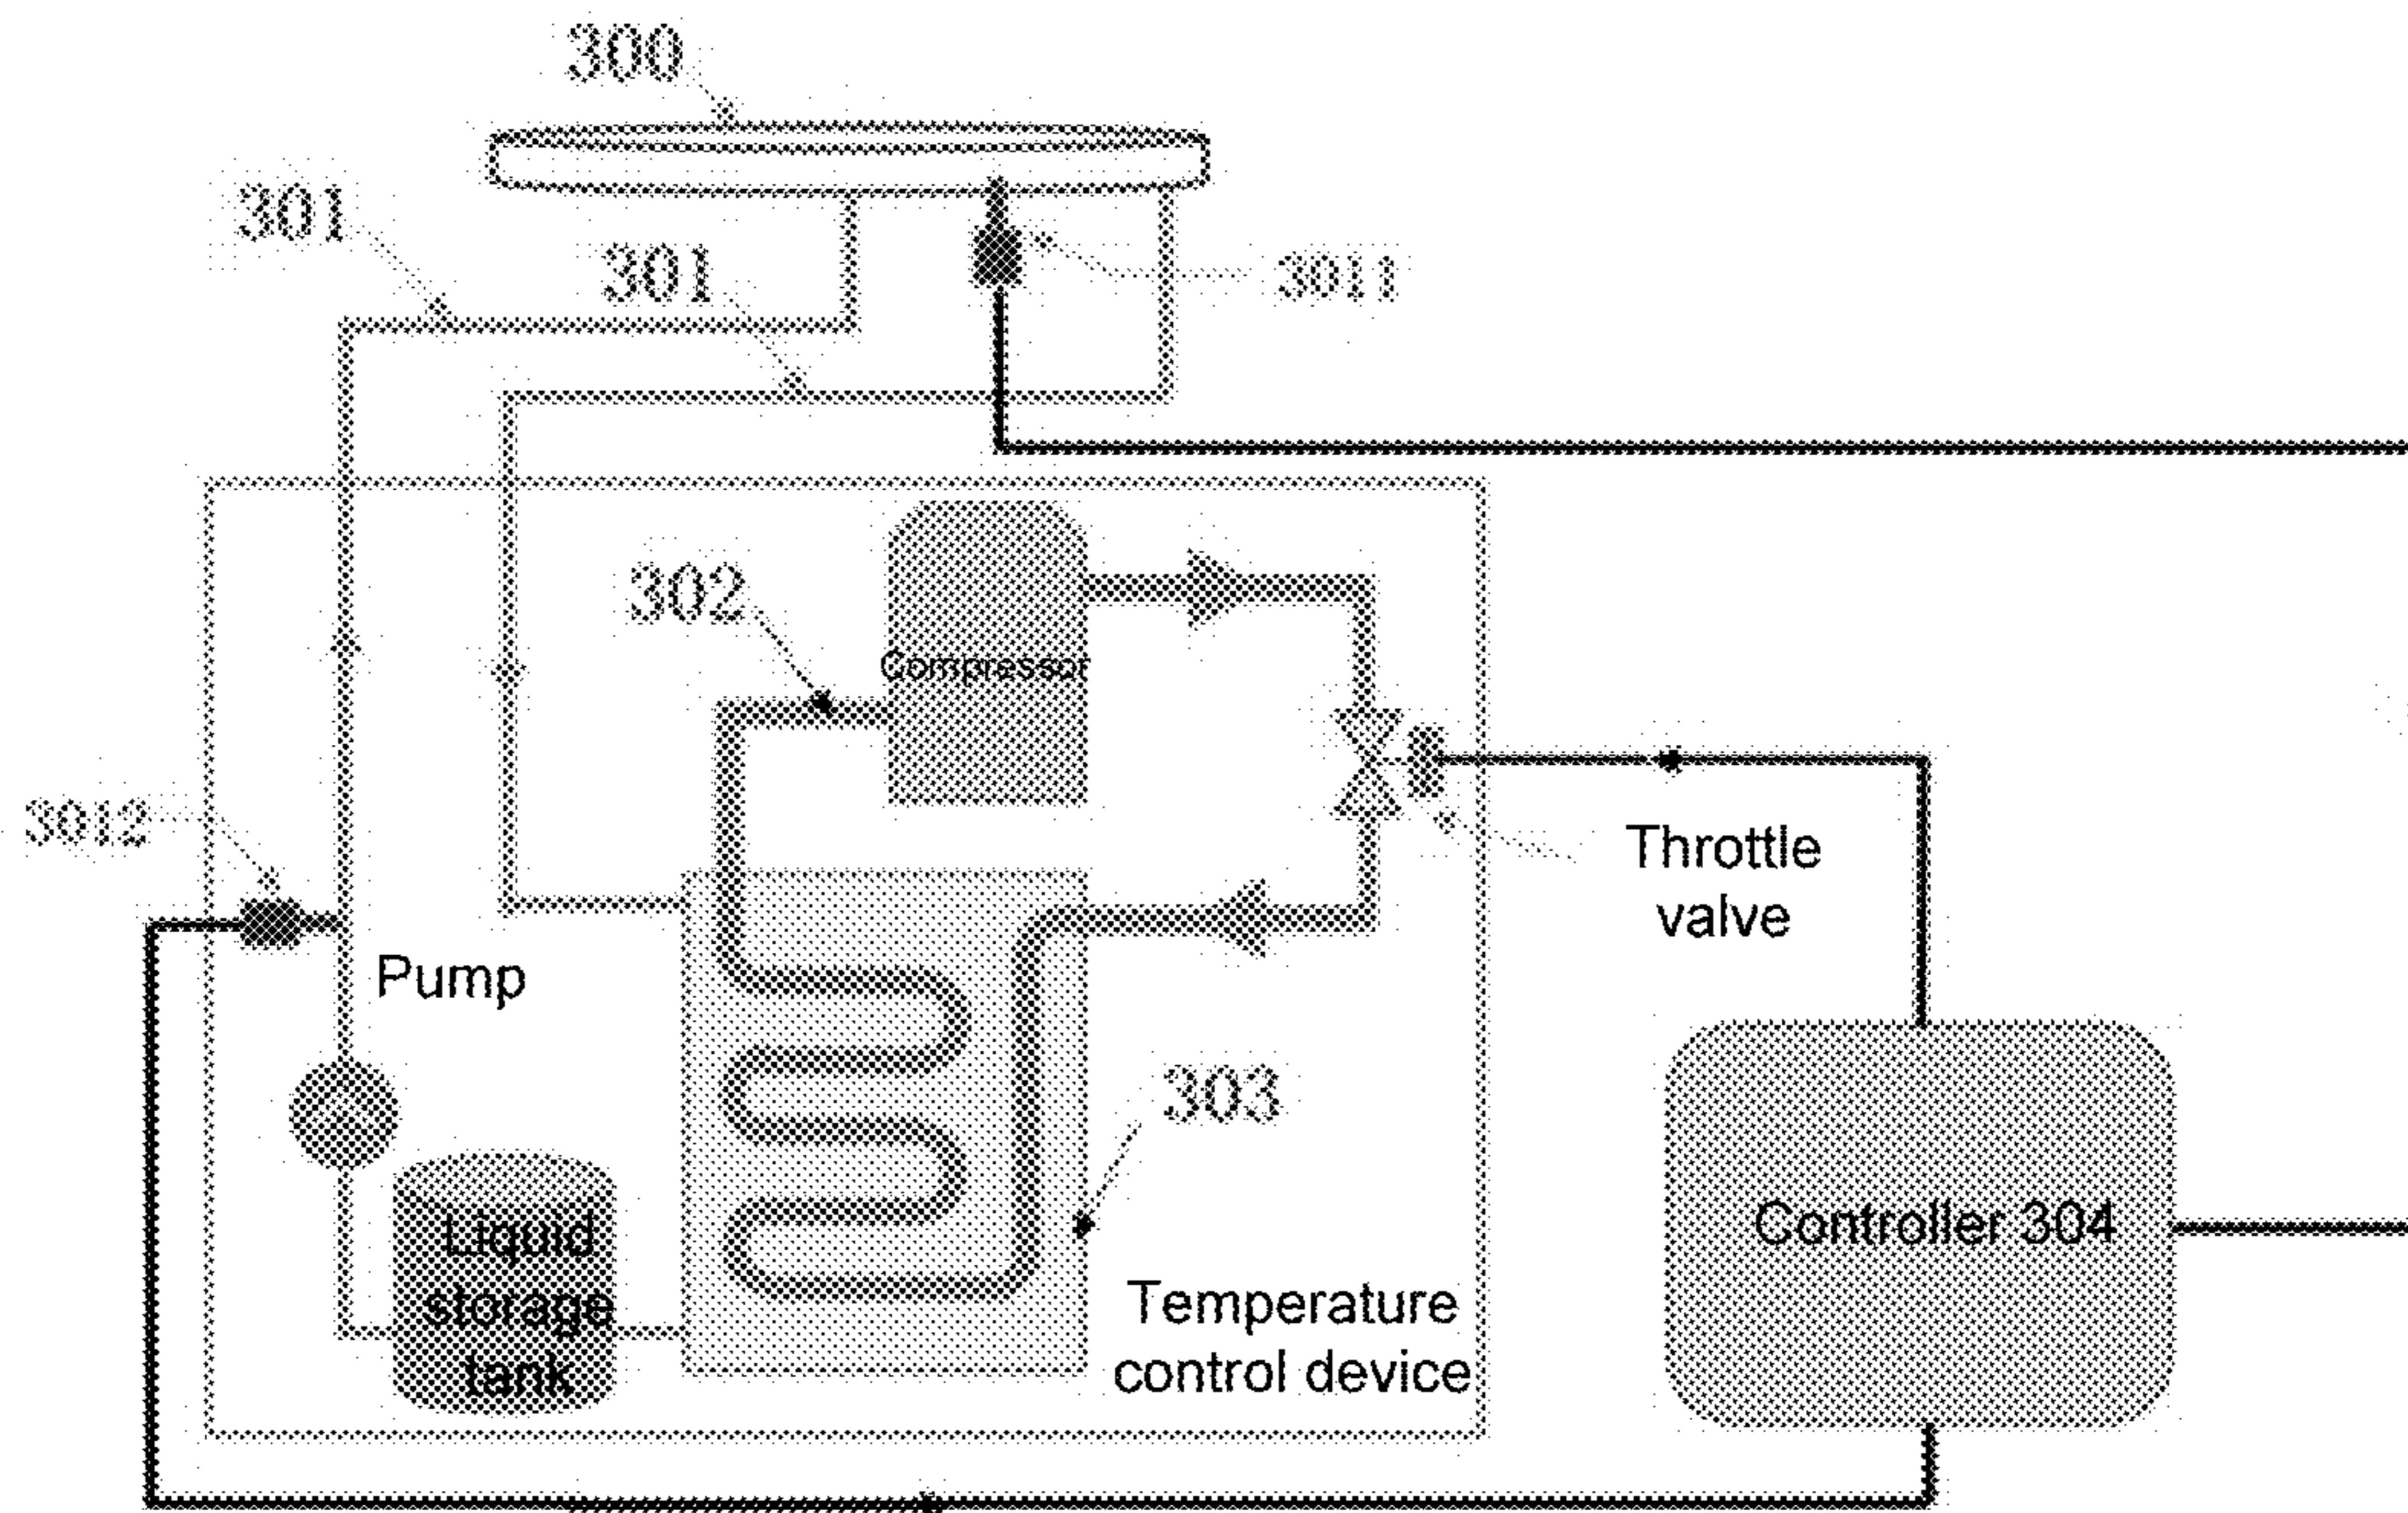 300
301
301
3011
302
Compressor
3012
Throttle
valve
Pump
303
Controller 304
Liquid
storage
tank
Temperature
control device